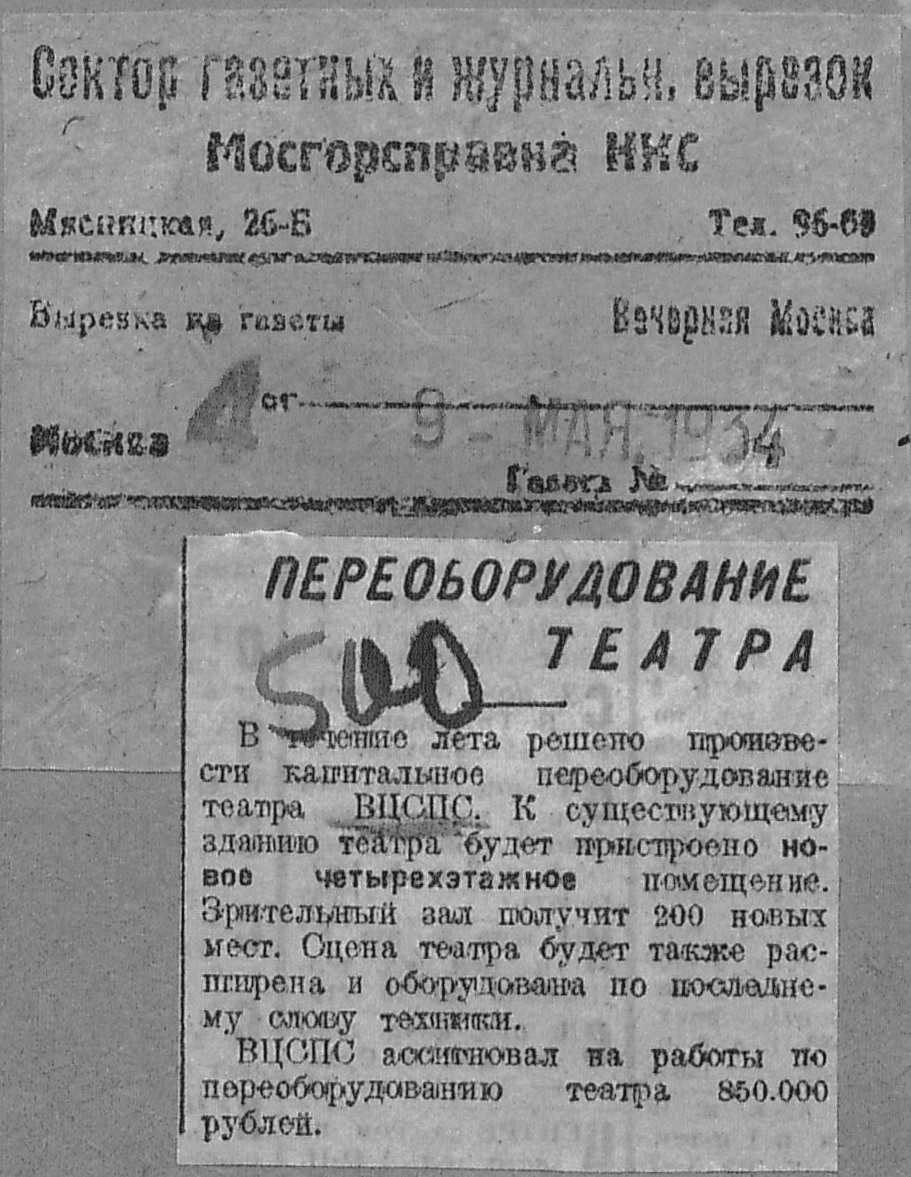 Сектор газетных и журнальн. вырезок
Мосгорсправка НКС
Мясницкая, 26-Б Тел. 96-69
Вырезка из газеты Вечерняя Москва
от 9 - МАЯ. 1934
Москва 4
Газета №
ПЕРЕОБОРУДОВАНИЕ
ТЕАТРА
500
В течение лета решено произве-
сти капитальное переоборудование
театра ВЦСПС. К существующему
зданию театра будет пристроено но-
вое четырехэтажное помещение.
Зрительный зал получит 200 новых
мест. Сцена театра будет также рас-
ширена и оборудована по последне-
му слову техники.
ВЦСПС ассигновал на работы по
переоборудованию театра 850.000
рублей.